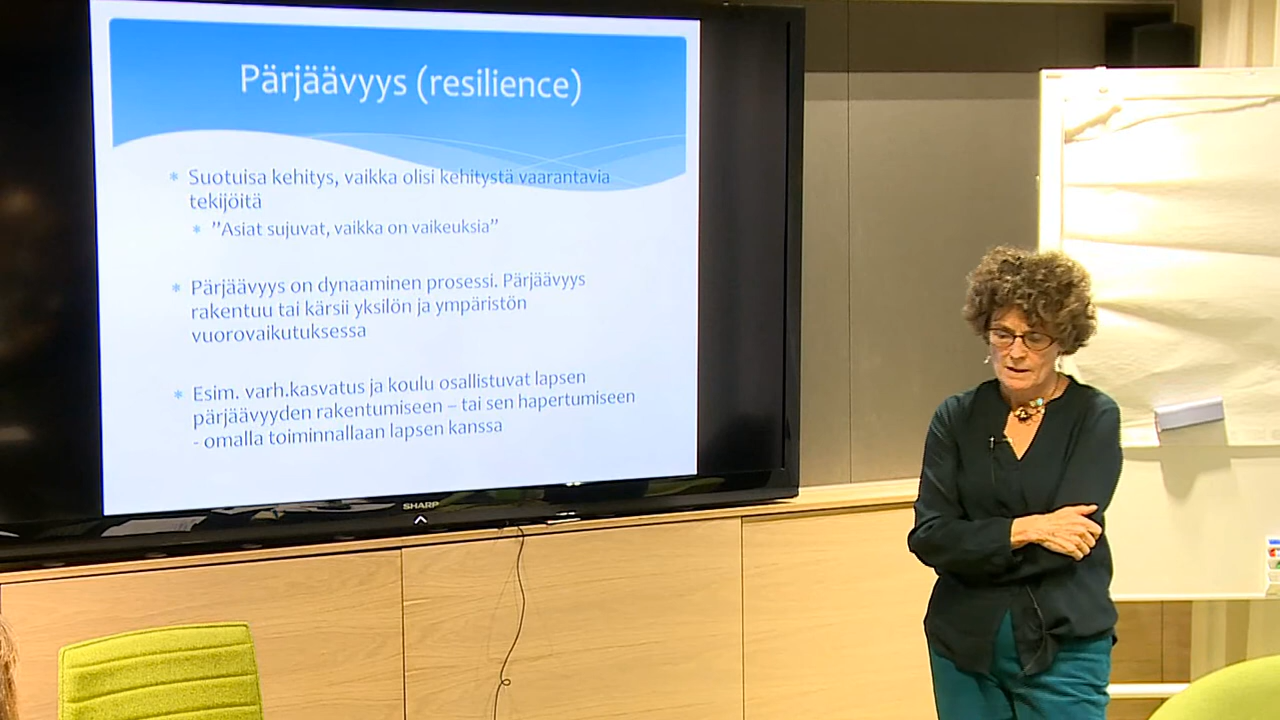 Pärjäävyys (resilience)
* Suotuisa kehitys, vaikka olisi kehitystä vaarantavia
tekijöitä
* ”Asiat sujuvat, vaikka on vaikeuksia”
* Pärjäävyys on dynaaminen prosessi. Pärjäävyys
rakentuu tai kärsii yksilön ja ympäristön
vuorovaikutuksessa
* Esim. varh.kasvatus ja koulu osallistuvat lapsen
pärjäävyyden rakentumiseen – tai sen hapertumiseen
- omalla toiminnallaan lapsen kanssa
SHARP